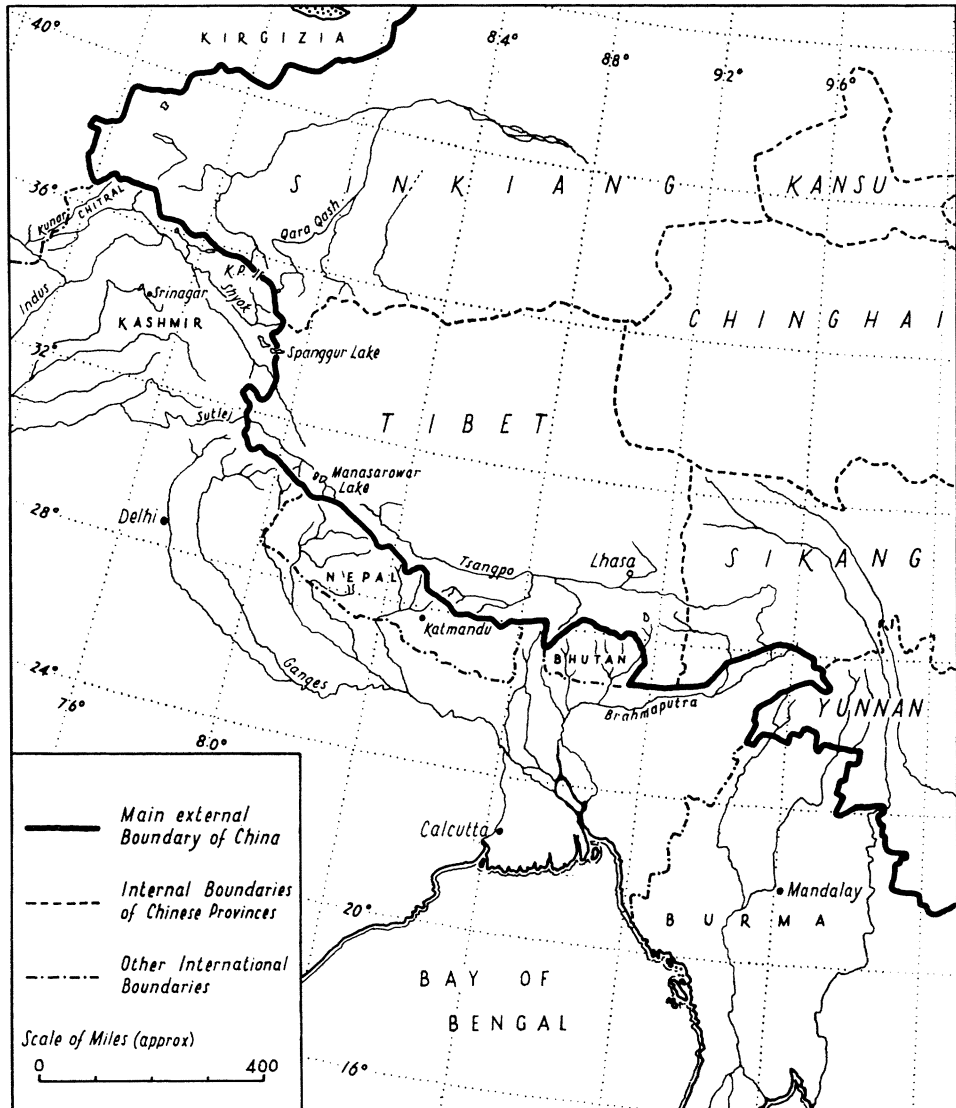 40°
KIRGIZIA
84°
88°
92°
96°
36°
SINKIANG
KANSU
Kunar
CHITRAL
Qara Qash
K.P.
Shyok
Indus
Srinagar
KASHMIR
CHINGHAI
32°
Spanggur Lake
TIBET
Sutlej
Manasarowar
Lake
28°
Delhi
Tsangpo
Lhasa
SIKANG
NEPAL
Katmandu
BHUTAN
24°
Ganges
Brahmaputra
YUNNAN
76°
80°
Main external
Boundary of China
Calcutta
Internal Boundaries
of Chinese Provinces
Mandalay
20°
BURMA
Other International
Boundaries
BAY OF
BENGAL
Scale of Miles (approx)
0 400
16°